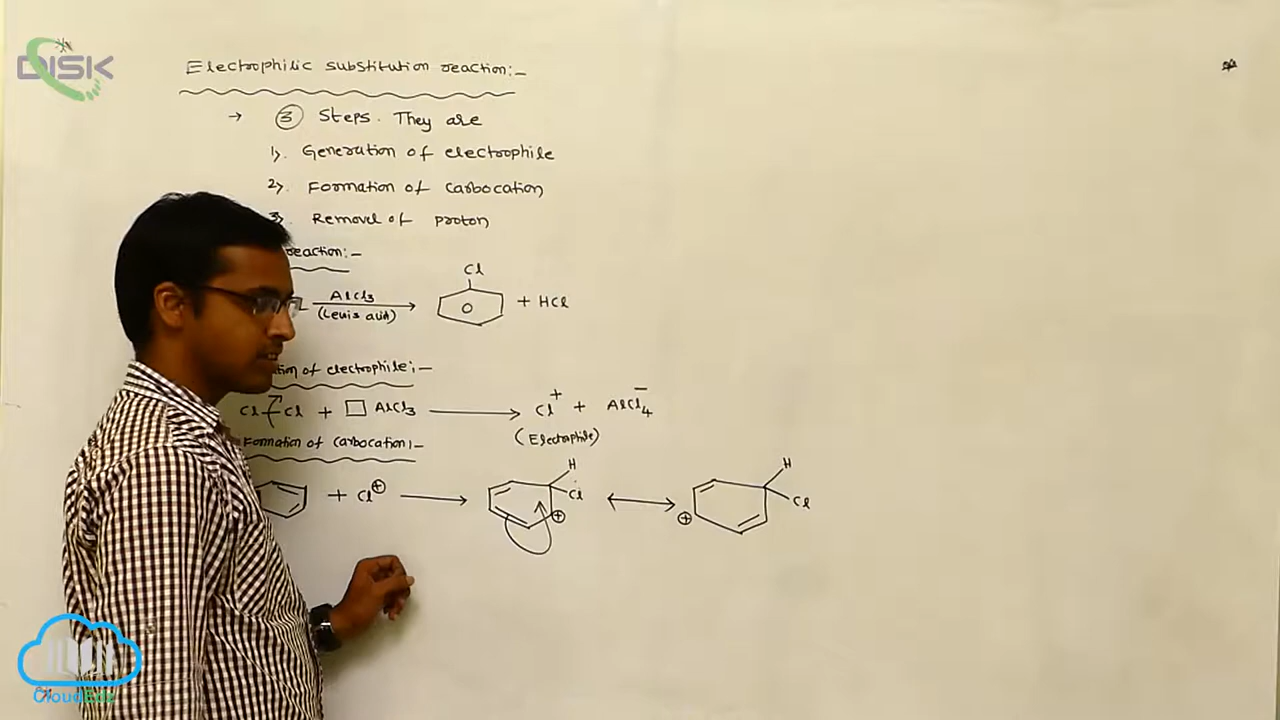 DISK
Electrophilic substitution reaction:-
→ 3 Steps. They are
1). Generation of electrophile
2). Formation of carbocation
3). Removel of proton
reaction:-
AlCl3
(Lewis acid)
Cl
+ HCl
of electrophile:-
Cl-Cl + AlCl3 → Cl+ + AlCl4-
(Electrophile)
Formation of Carbocation:-
+ Cl⊕ → H Cl ⊕ ↔ ⊕ H Cl
CloudEdz